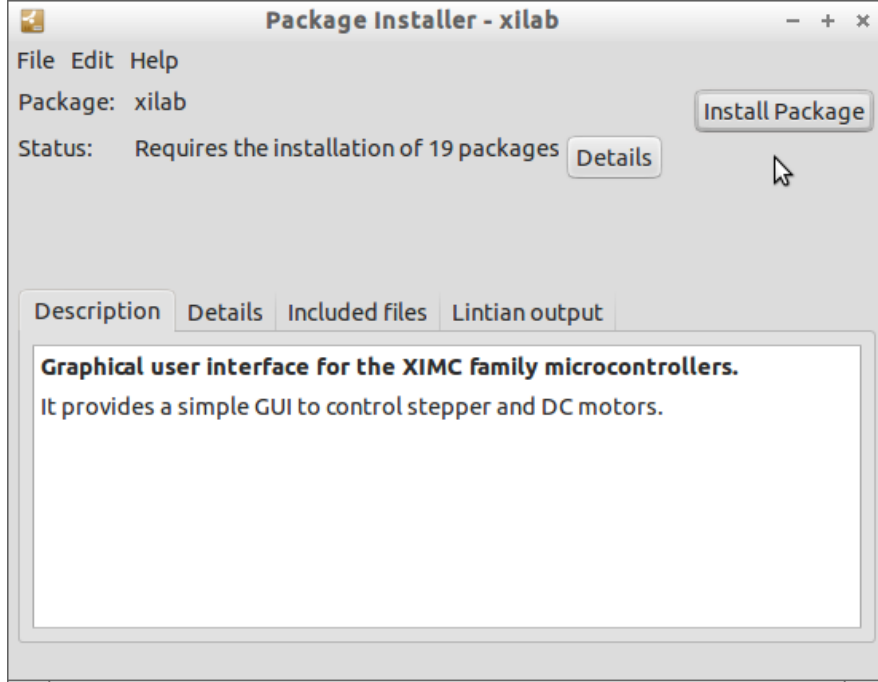 Package Installer - xilab
File Edit Help
Package: xilab
Install Package
Status: Requires the installation of 19 packages Details
Description Details Included files Lintian output
Graphical user interface for the XIMC family microcontrollers.
It provides a simple GUI to control stepper and DC motors.